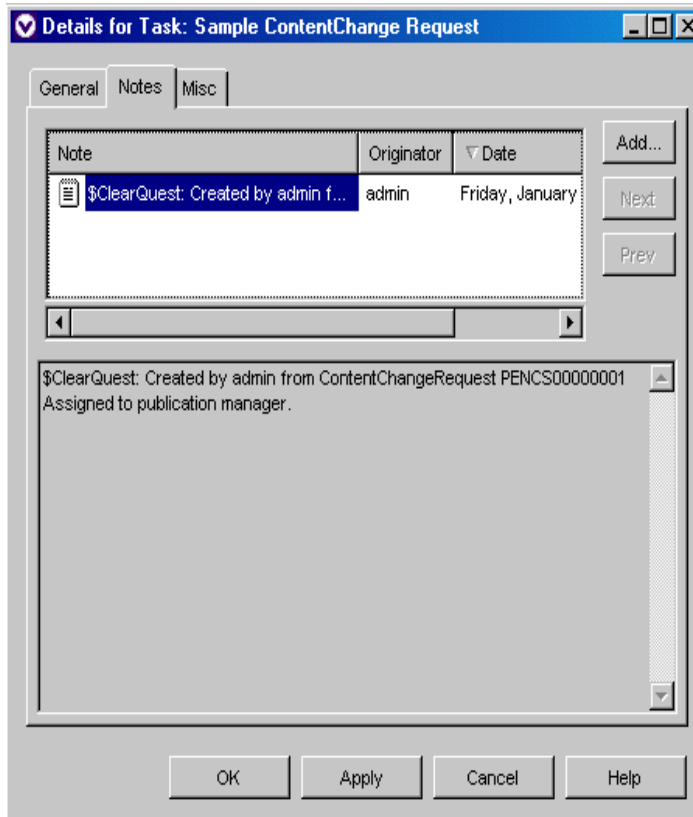 Details for Task: Sample ContentChange Request
General Notes Misc
Note Originator Date
$ClearQuest: Created by admin f... admin Friday, January
Add...
Next
Prev
$ClearQuest: Created by admin from ContentChangeRequest PENCS00000001
Assigned to publication manager.
OK Apply Cancel Help